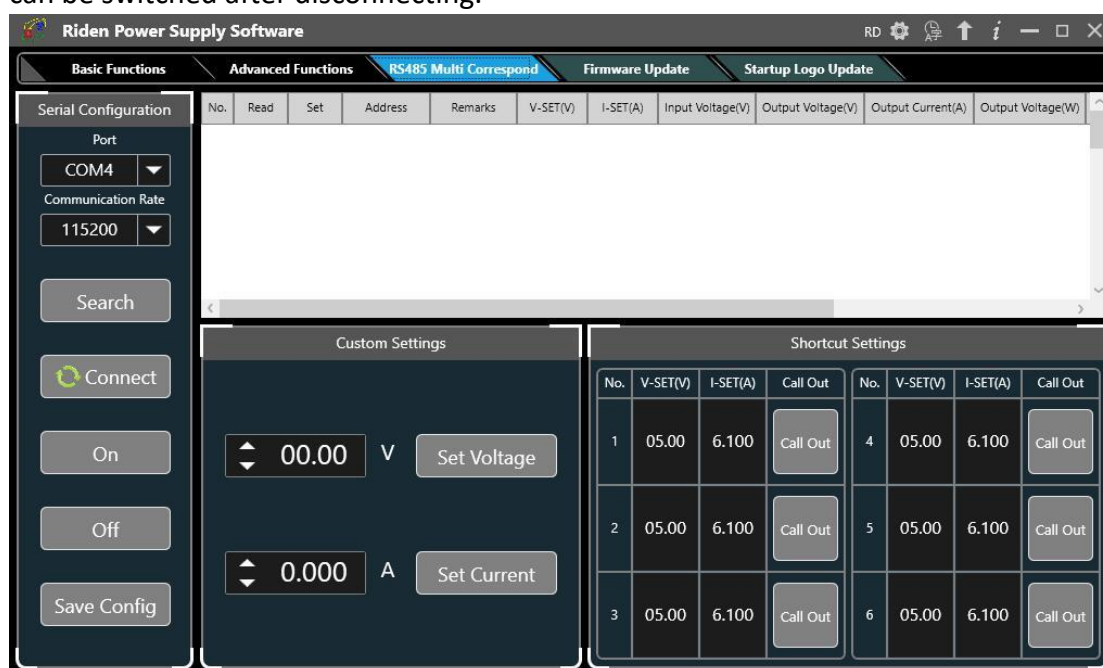 can be switched after disconnecting.
Riden Power Supply Software
RD
Basic Functions Advanced Functions RS485 Multi Correspond Firmware Update Startup Logo Update
Serial Configuration
Port
COM4
Communication Rate
115200
Search
Connect
On
Off
Save Config
No. Read Set Address Remarks V-SET(V) I-SET(A) Input Voltage(V) Output Voltage(V) Output Current(A) Output Voltage(W)
Custom Settings
00.00 V Set Voltage
0.000 A Set Current
Shortcut Settings
No. V-SET(V) I-SET(A) Call Out No. V-SET(V) I-SET(A) Call Out
1 05.00 6.100 Call Out 4 05.00 6.100 Call Out
2 05.00 6.100 Call Out 5 05.00 6.100 Call Out
3 05.00 6.100 Call Out 6 05.00 6.100 Call Out